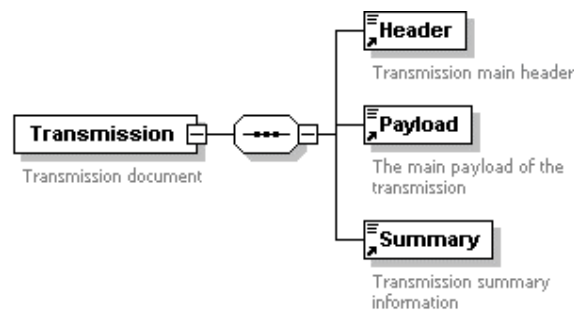 Header
Transmission main header
Transmission
Transmission document
Payload
The main payload of the
transmission
Summary
Transmission summary
information